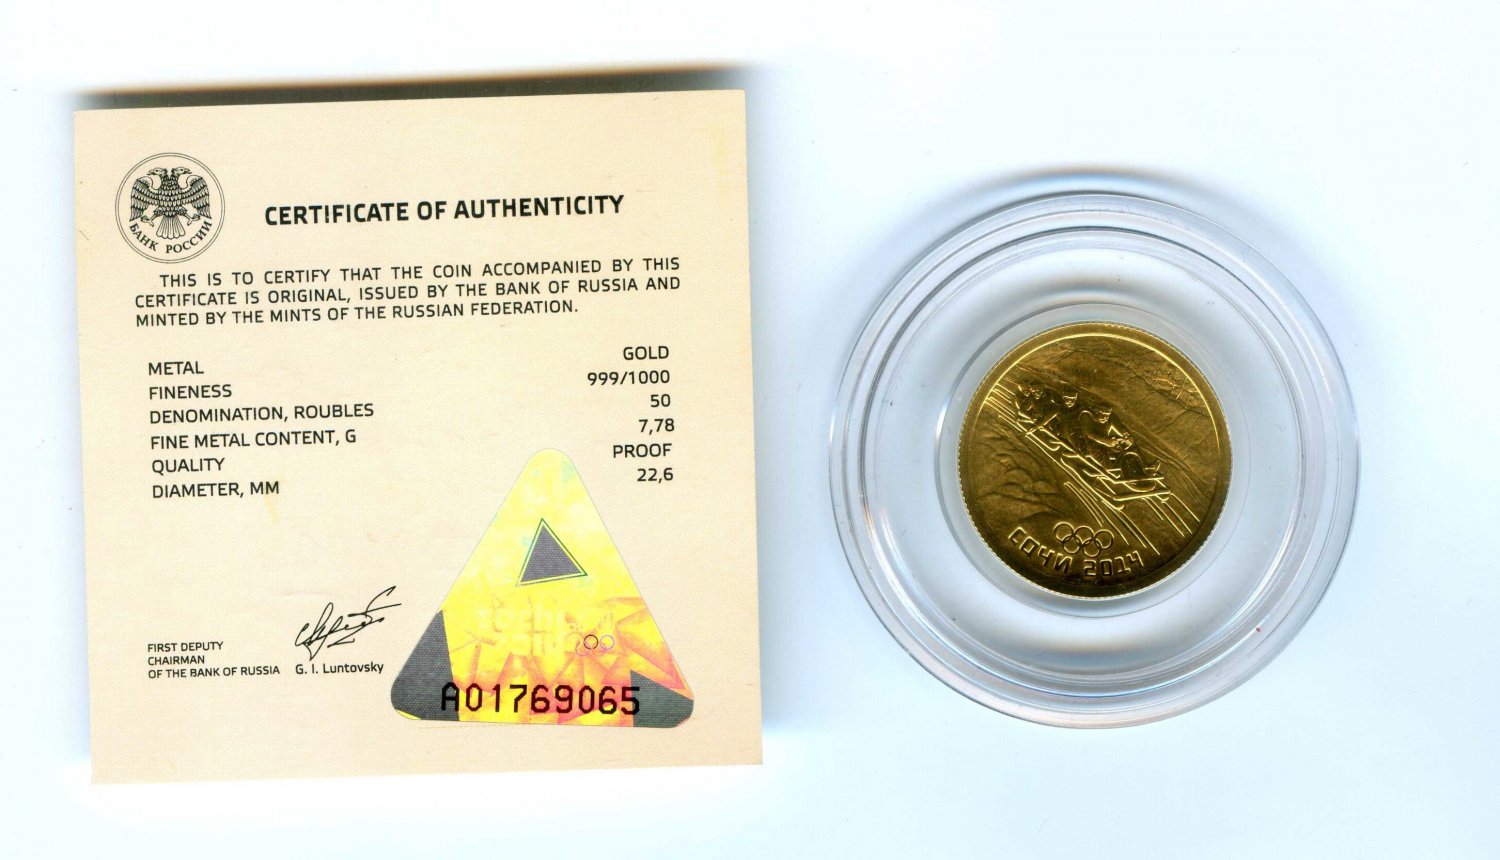 БАНК РОССИИ
CERTIFICATE OF AUTHENTICITY
THIS IS TO CERTIFY THAT THE COIN ACCOMPANIED BY THIS
CERTIFICATE IS ORIGINAL, ISSUED BY THE BANK OF RUSSIA AND
MINTED BY THE MINTS OF THE RUSSIAN FEDERATION.
METAL GOLD
FINENESS 999/1000
DENOMINATION, ROUBLES 50
FINE METAL CONTENT, G 7,78
QUALITY PROOF
DIAMETER, MM 22,6
FIRST DEPUTY
CHAIRMAN
OF THE BANK OF RUSSIA G. I. Luntovsky
A01769065
СОЧИ 2014